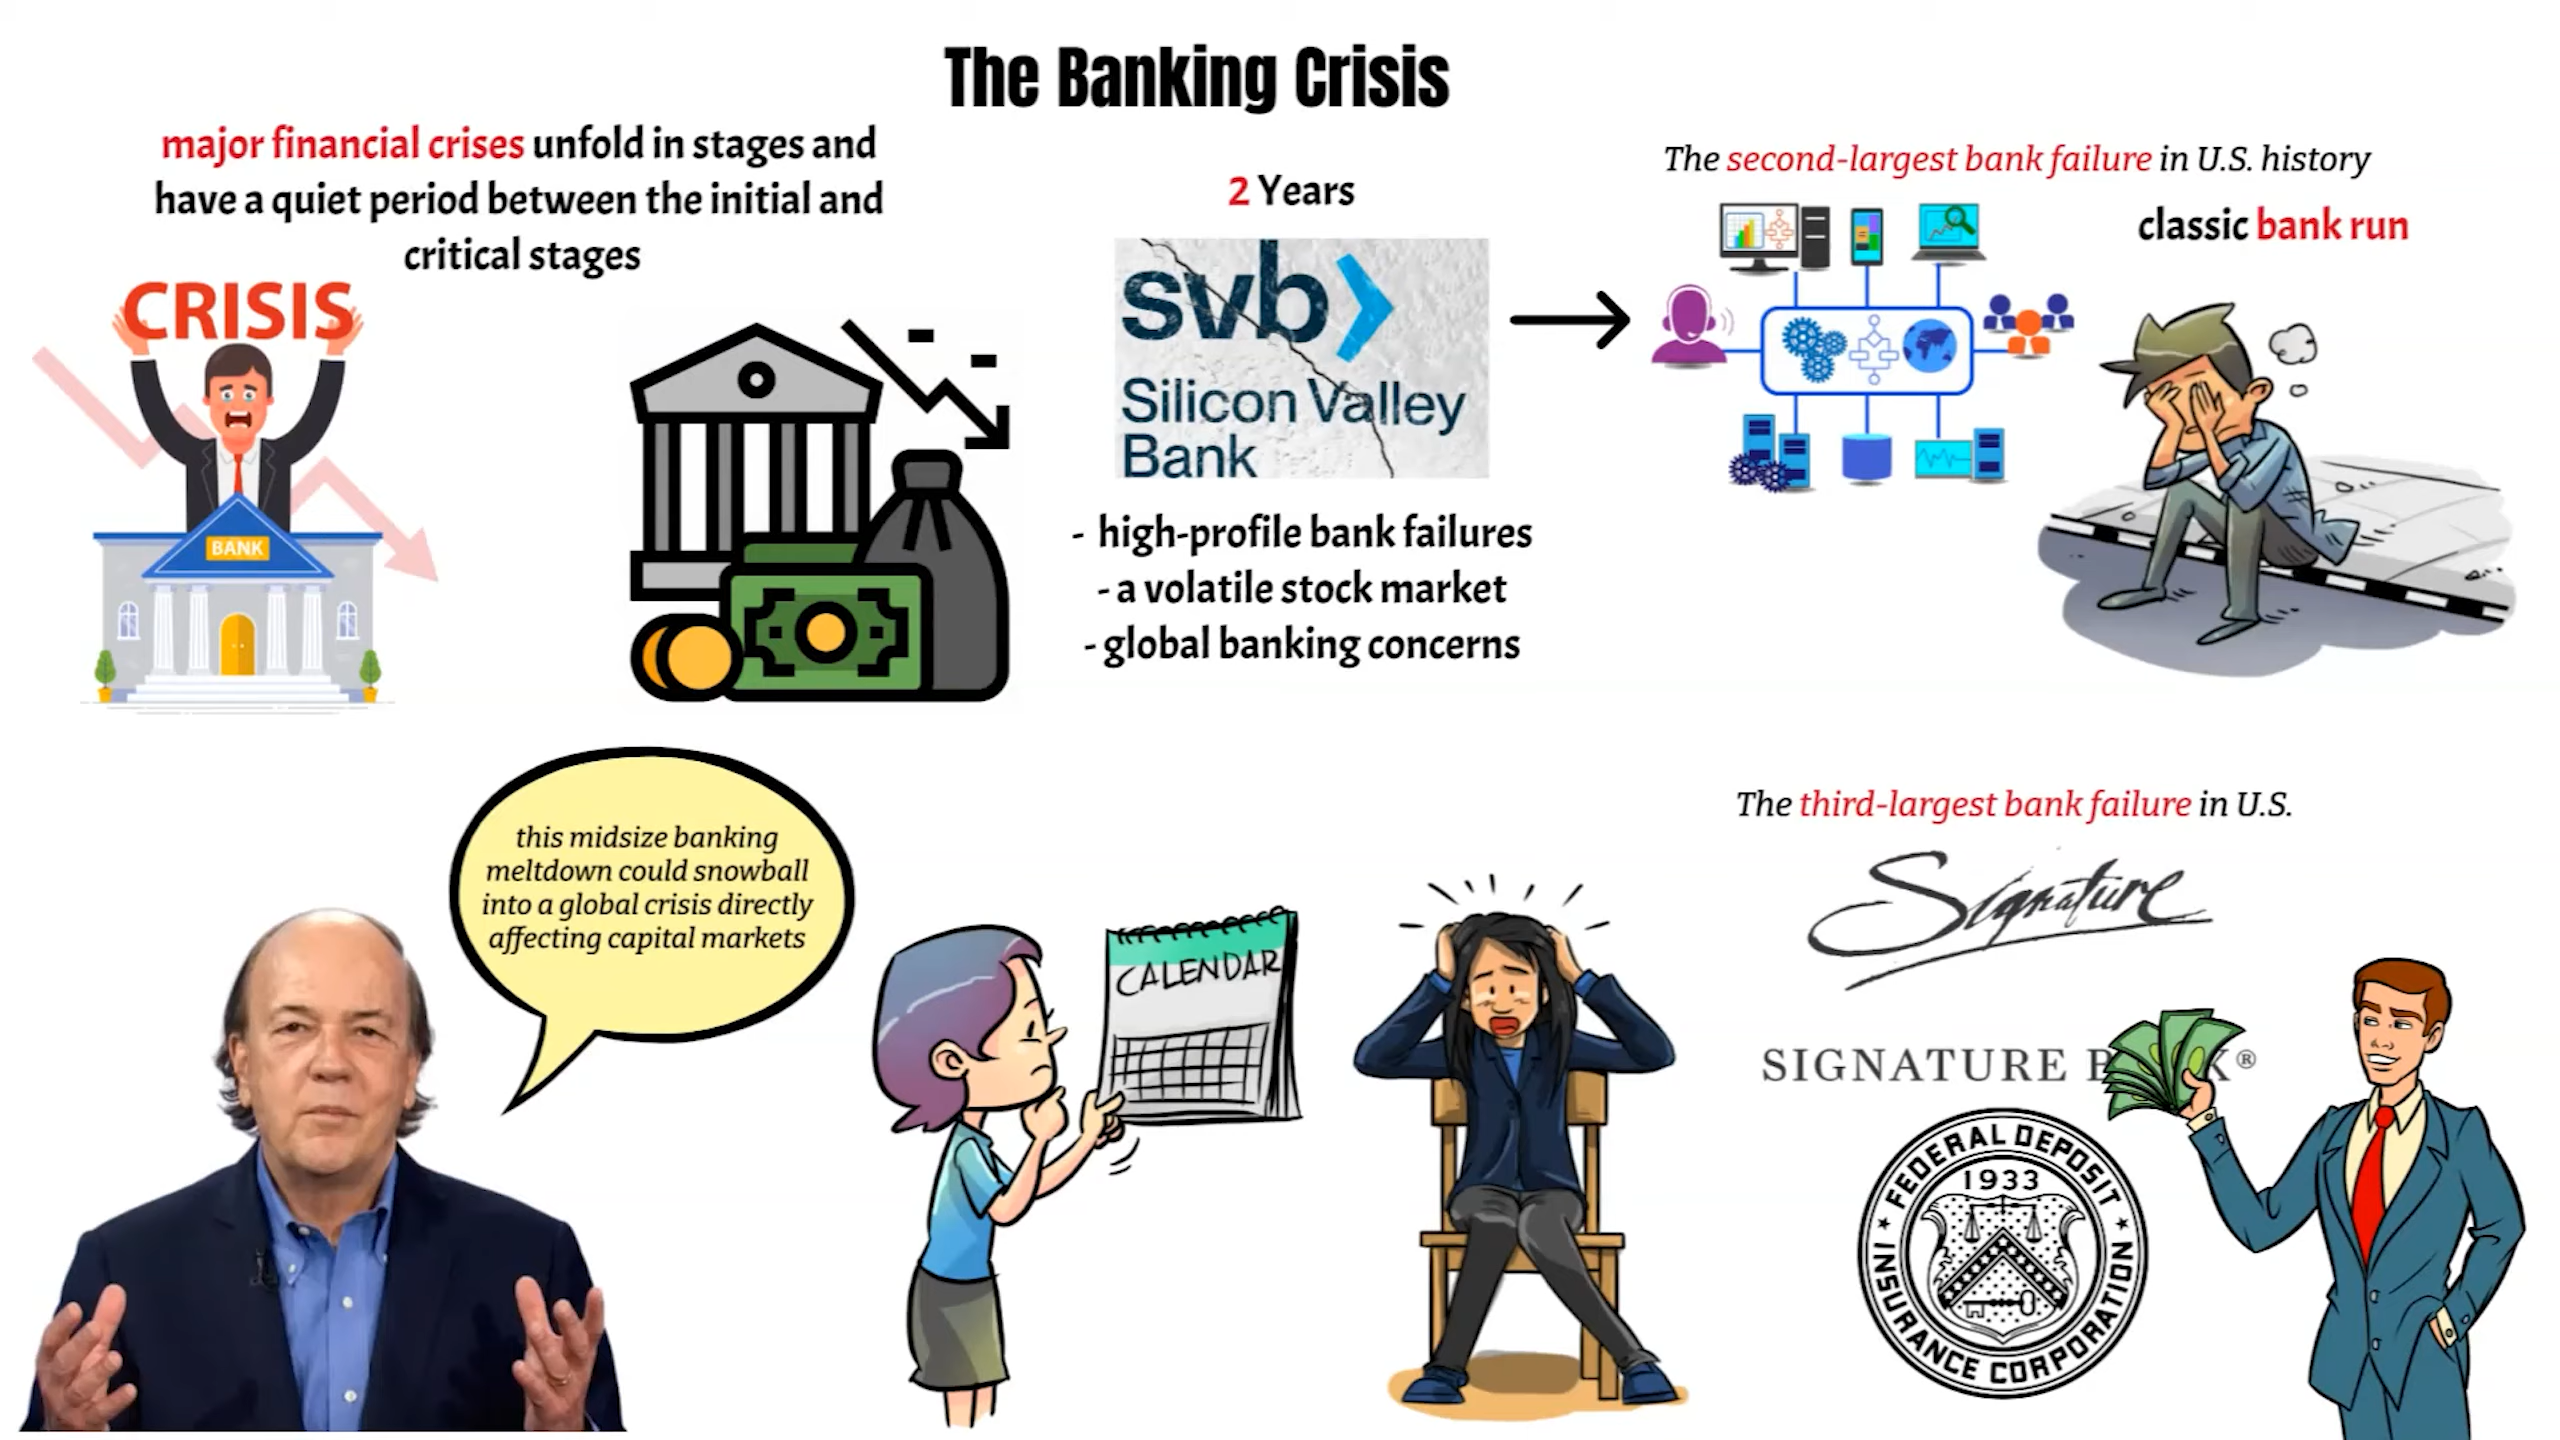 The Banking Crisis
major financial crises unfold in stages and
have a quiet period between the initial and
critical stages
CRISIS
BANK
2 Years
svb
Silicon Valley
Bank
- high-profile bank failures
- a volatile stock market
- global banking concerns
The second-largest bank failure in U.S. history
classic bank run
this midsize banking
meltdown could snowball
into a global crisis directly
affecting capital markets
CALENDAR
The third-largest bank failure in U.S.
Signature
SIGNATURE B K®
FEDERAL DEPOSIT INSURANCE CORPORATION
1933